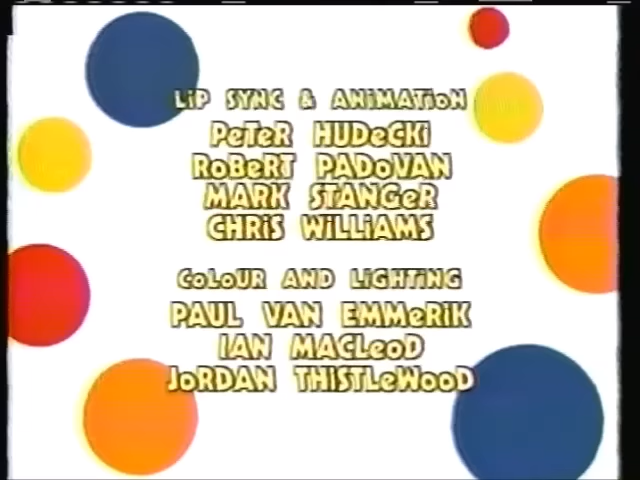 LiP SYNC & ANiMATioN
PeTeR HUDeCKi
RoBeRT PADoVAN
MARK STANGeR
CHRiS WiLLiAMS
CoLoUR AND LiGHTiNG
PAUL VAN EMMeRiK
IAN MACLeoD
JoRDAN THiSTLeWooD